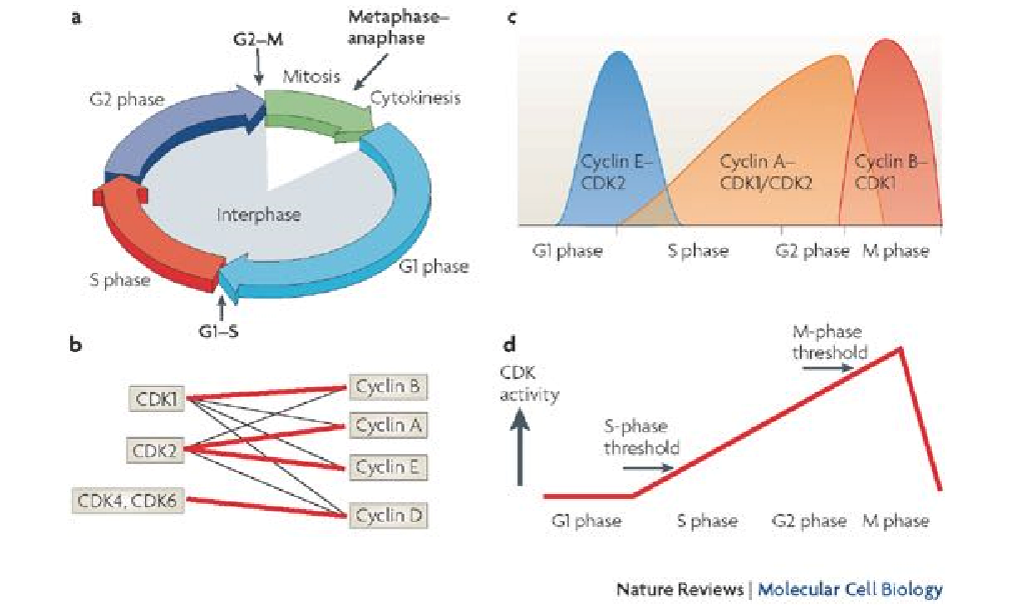 a
G2–M
Metaphase–
anaphase
Mitosis
Cytokinesis
G2 phase
Interphase
S phase
G1 phase
G1–S
b
CDK1
CDK2
CDK4, CDK6
Cyclin B
Cyclin A
Cyclin E
Cyclin D
c
Cyclin E–
CDK2
Cyclin A–
CDK1/CDK2
Cyclin B–
CDK1
G1 phase
S phase
G2 phase
M phase
d
CDK
activity
S-phase
threshold
M-phase
threshold
G1 phase
S phase
G2 phase
M phase
Nature Reviews | Molecular Cell Biology